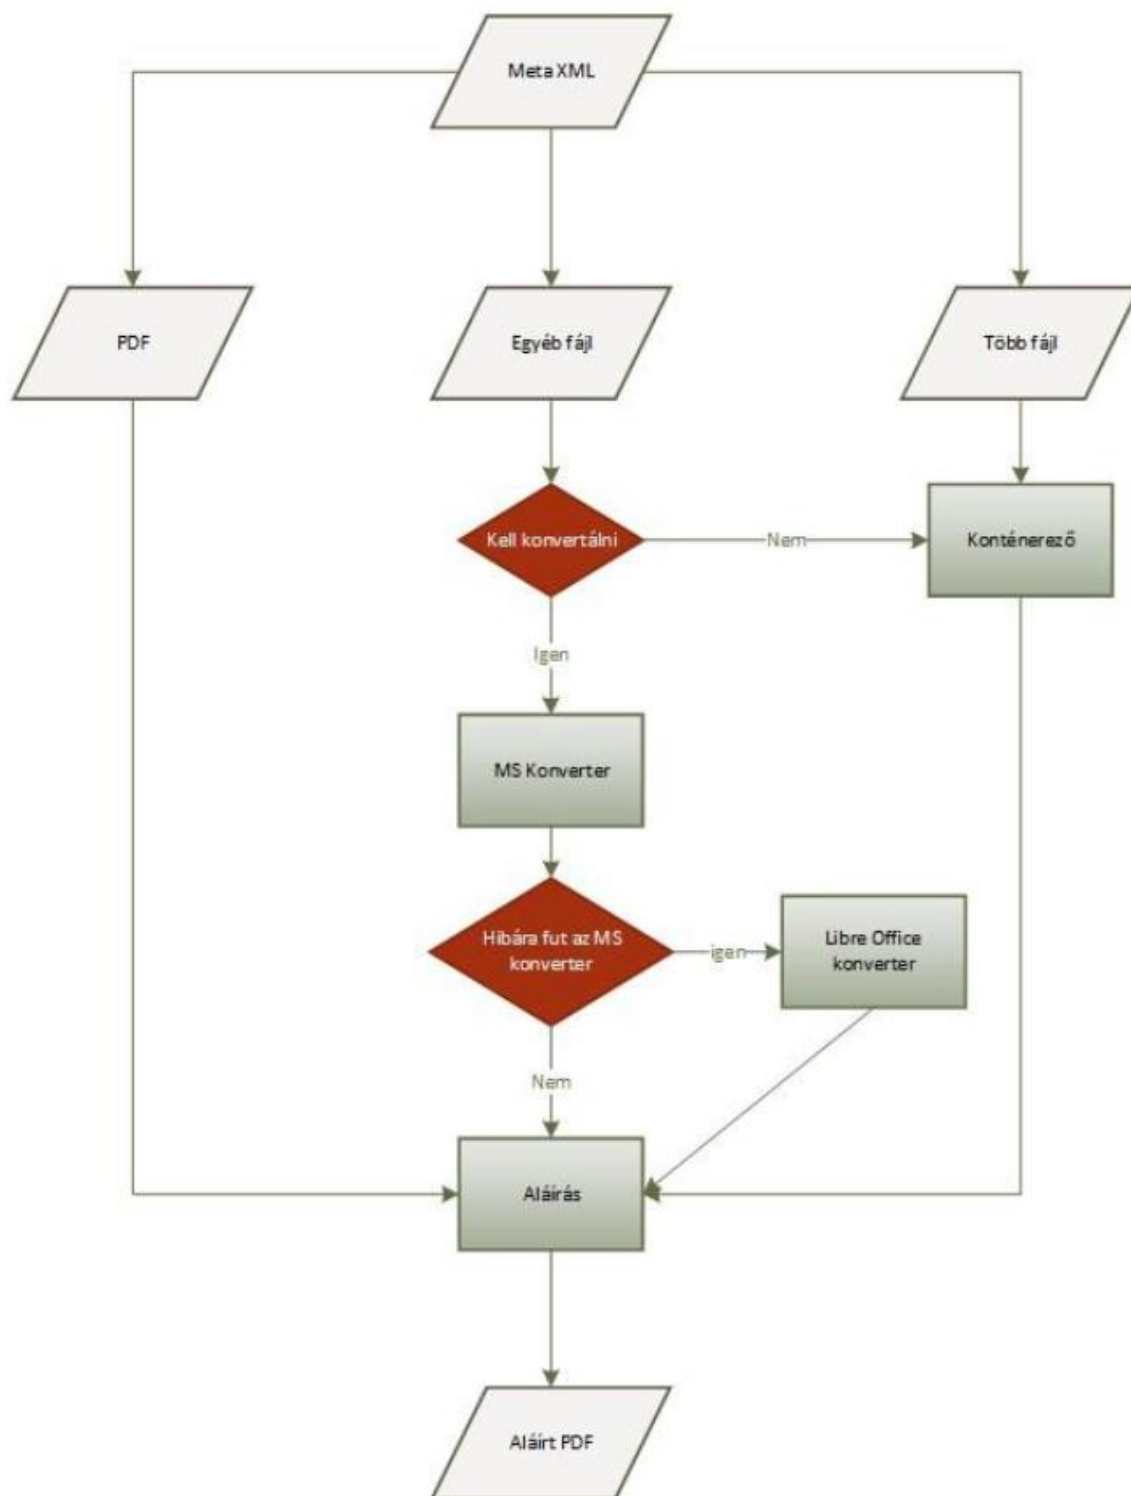 Meta XML
PDF
Egyéb fájl
Több fájl
Kell konvertálni
Nem
Konténerező
Igen
MS Konverter
Hibára fut az MS
konverter
igen
Libre Office
konverter
Nem
Aláírás
Aláírt PDF